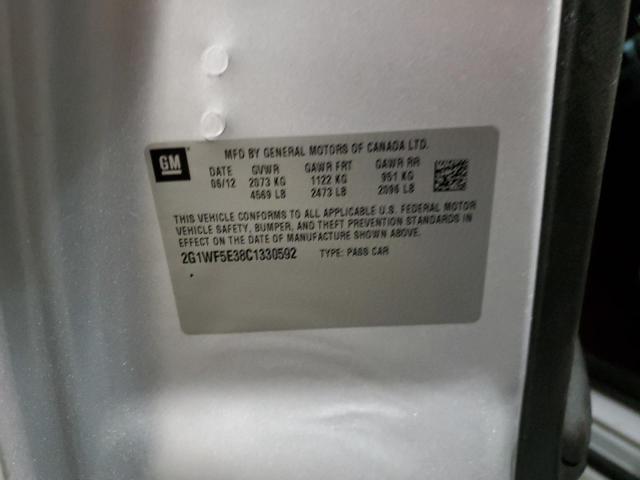 GM
MFD BY GENERAL MOTORS OF CANADA LTD.
DATE GVWR GAWR FRT GAWR RR
06/12 2073 KG 1122 KG 951 KG
4569 LB 2473 LB 2096 LB
THIS VEHICLE CONFORMS TO ALL APPLICABLE U.S. FEDERAL MOTOR
VEHICLE SAFETY, BUMPER, AND THEFT PREVENTION STANDARDS IN
EFFECT ON THE DATE OF MANUFACTURE SHOWN ABOVE.
2G1WF5E38C1330592 TYPE: PASS CAR